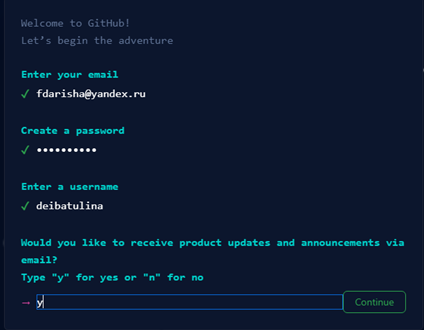 Welcome to GitHub!
Let’s begin the adventure
Enter your email
✓ fdarisha@yandex.ru
Create a password
✓ ••••••••••
Enter a username
✓ deibatulina
Would you like to receive product updates and announcements via
email?
Type "y" for yes or "n" for no
→ y Continue